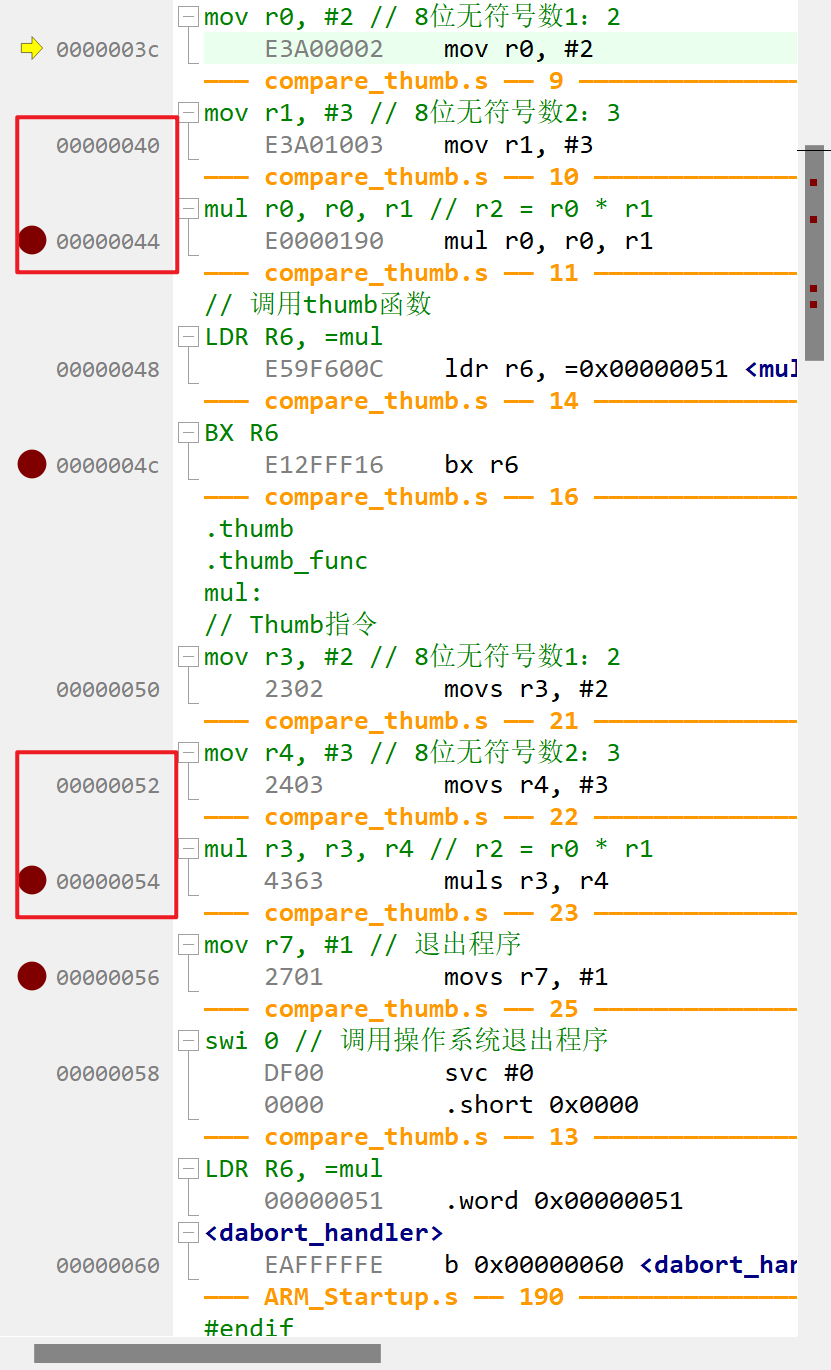 mov r0, #2 // 8位无符号数1：2
0000003c E3A00002 mov r0, #2
compare_thumb.s — 9
mov r1, #3 // 8位无符号数2：3
00000040 E3A01003 mov r1, #3
compare_thumb.s — 10
mul r0, r0, r1 // r2 = r0 * r1
00000044 E0000190 mul r0, r0, r1
compare_thumb.s — 11
// 调用thumb函数
LDR R6, =mul
00000048 E59F600C ldr r6, =0x00000051 <mul
compare_thumb.s — 14
BX R6
0000004c E12FFF16 bx r6
compare_thumb.s — 16
.thumb
.thumb_func
mul:
// Thumb指令
mov r3, #2 // 8位无符号数1：2
00000050 2302 movs r3, #2
compare_thumb.s — 21
mov r4, #3 // 8位无符号数2：3
00000052 2403 movs r4, #3
compare_thumb.s — 22
mul r3, r3, r4 // r2 = r0 * r1
00000054 4363 muls r3, r4
compare_thumb.s — 23
mov r7, #1 // 退出程序
00000056 2701 movs r7, #1
compare_thumb.s — 25
swi 0 // 调用操作系统退出程序
00000058 DF00 svc #0
0000 .short 0x0000
compare_thumb.s — 13
LDR R6, =mul
00000051 .word 0x00000051
<dabort_handler>
00000060 EAFFFFFE b 0x00000060 <dabort_har
ARM_Startup.s — 190
#endif